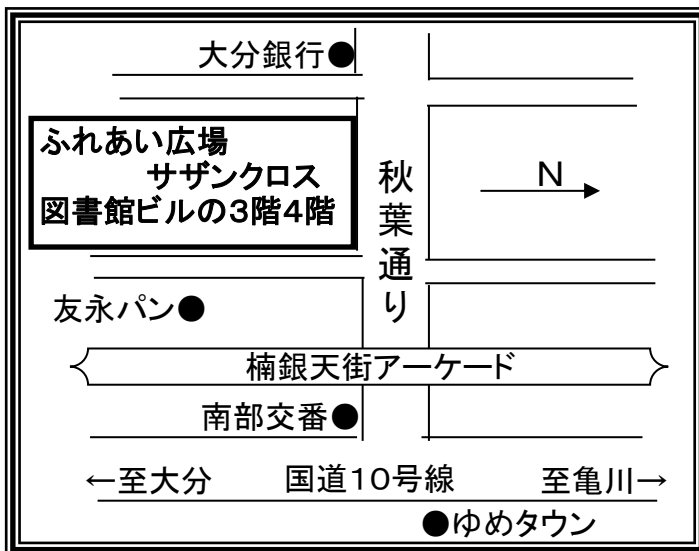 大分銀行●
ふれあい広場
サザンクロス
図書館ビルの3階4階
秋葉通り
N
友永パン●
楠銀天街アーケード
南部交番●
←至大分 国道10号線 至亀川→
●ゆめタウン